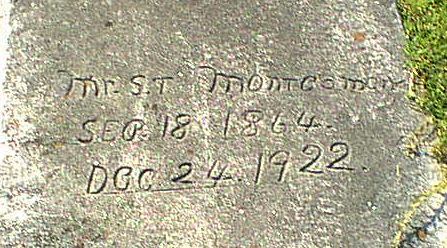 Mr. S.T Montgomery
SEP. 18 1864.
DEC 24. 1922.